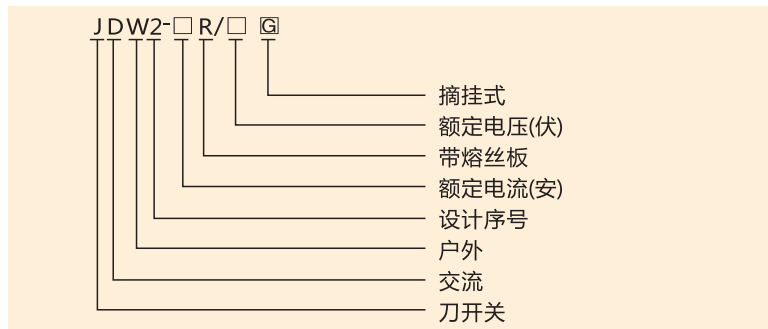 JDW2-□R/□ G
摘挂式
额定电压(伏)
带熔丝板
额定电流(安)
设计序号
户外
交流
刀开关